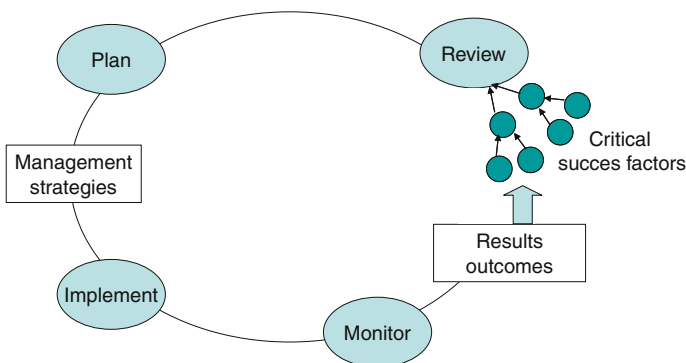 Plan
Review
Critical
succes factors
Management
strategies
Results
outcomes
Implement
Monitor